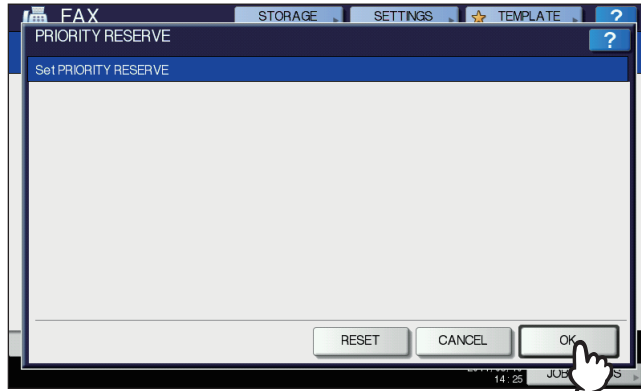 FAX STORAGE SETTINGS TEMPLATE ?
PRIORITY RESERVE ?
Set PRIORITY RESERVE
RESET CANCEL OK
14 : 25